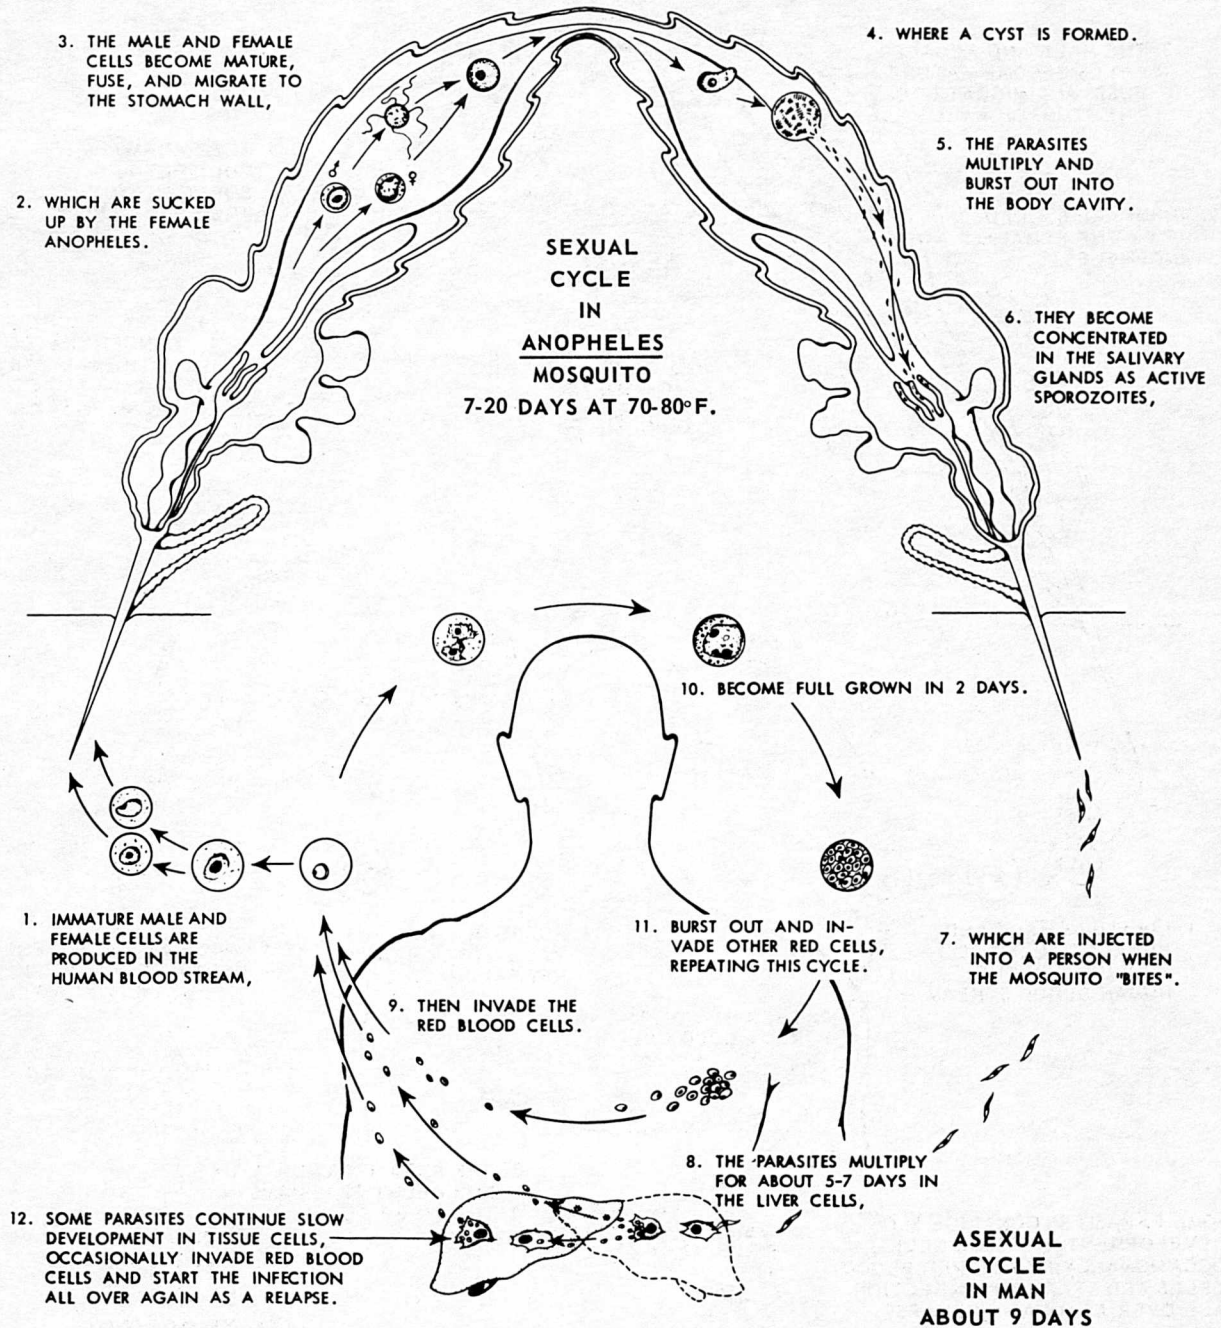 3. THE MALE AND FEMALE
CELLS BECOME MATURE,
FUSE, AND MIGRATE TO
THE STOMACH WALL,
4. WHERE A CYST IS FORMED.
5. THE PARASITES
MULTIPLY AND
BURST OUT INTO
THE BODY CAVITY.
2. WHICH ARE SUCKED
UP BY THE FEMALE
ANOPHELES.
♂
♀
SEXUAL
CYCLE
IN
ANOPHELES
MOSQUITO
7-20 DAYS AT 70-80°F.
6. THEY BECOME
CONCENTRATED
IN THE SALIVARY
GLANDS AS ACTIVE
SPOROZOITES,
10. BECOME FULL GROWN IN 2 DAYS.
1. IMMATURE MALE AND
FEMALE CELLS ARE
PRODUCED IN THE
HUMAN BLOOD STREAM,
11. BURST OUT AND IN-
VADE OTHER RED CELLS,
REPEATING THIS CYCLE.
7. WHICH ARE INJECTED
INTO A PERSON WHEN
THE MOSQUITO "BITES".
9. THEN INVADE THE
RED BLOOD CELLS.
8. THE PARASITES MULTIPLY
FOR ABOUT 5-7 DAYS IN
THE LIVER CELLS,
12. SOME PARASITES CONTINUE SLOW
DEVELOPMENT IN TISSUE CELLS,
OCCASIONALLY INVADE RED BLOOD
CELLS AND START THE INFECTION
ALL OVER AGAIN AS A RELAPSE.
ASEXUAL
CYCLE
IN MAN
ABOUT 9 DAYS